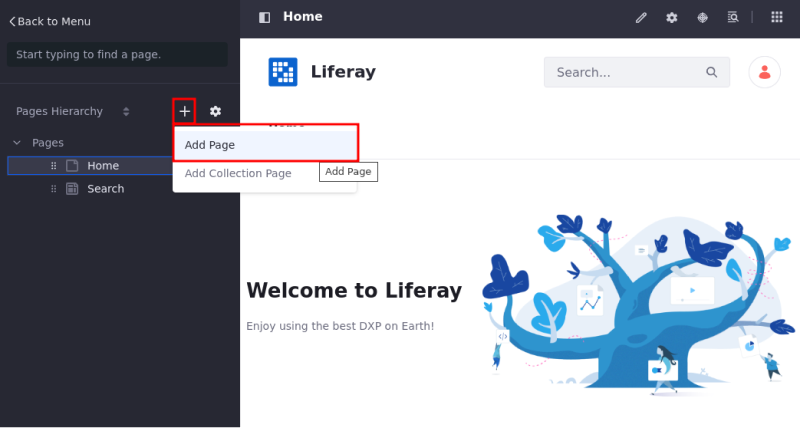 Back to Menu
Home
Start typing to find a page.
Liferay
Search...
Pages Hierarchy
Add Page
Pages
Home
Add Collection Page
Add Page
Search
Welcome to Liferay
Enjoy using the best DXP on Earth!